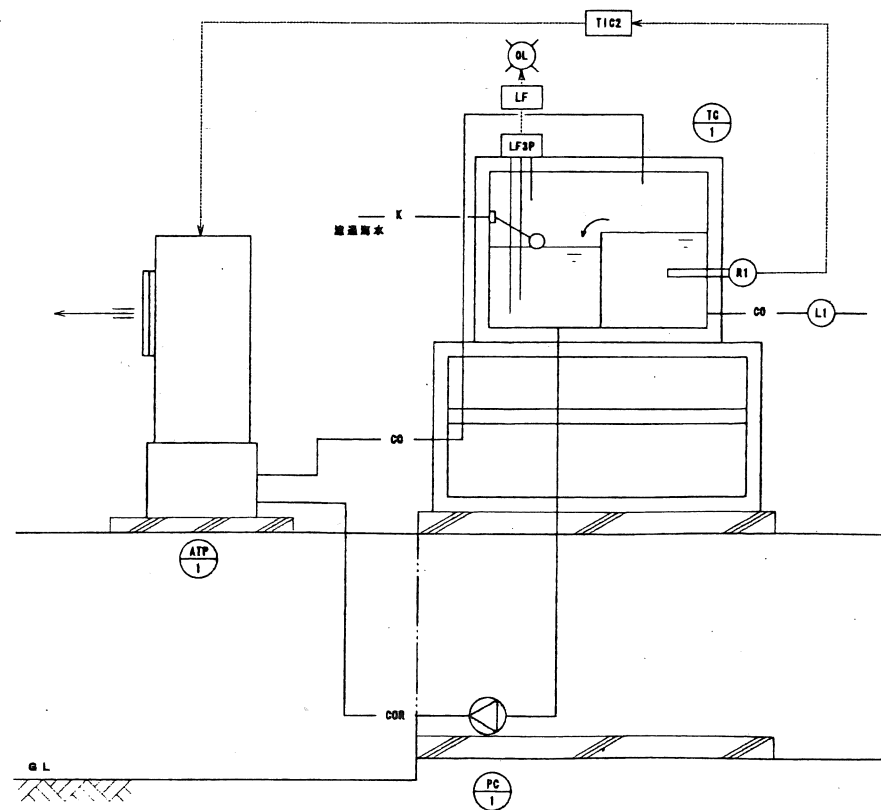 TIC2
OL
LF
TC
1
LF3P
K
濾過海水
R1
CO
L1
CO
ATP
1
COR
GL
PC
1